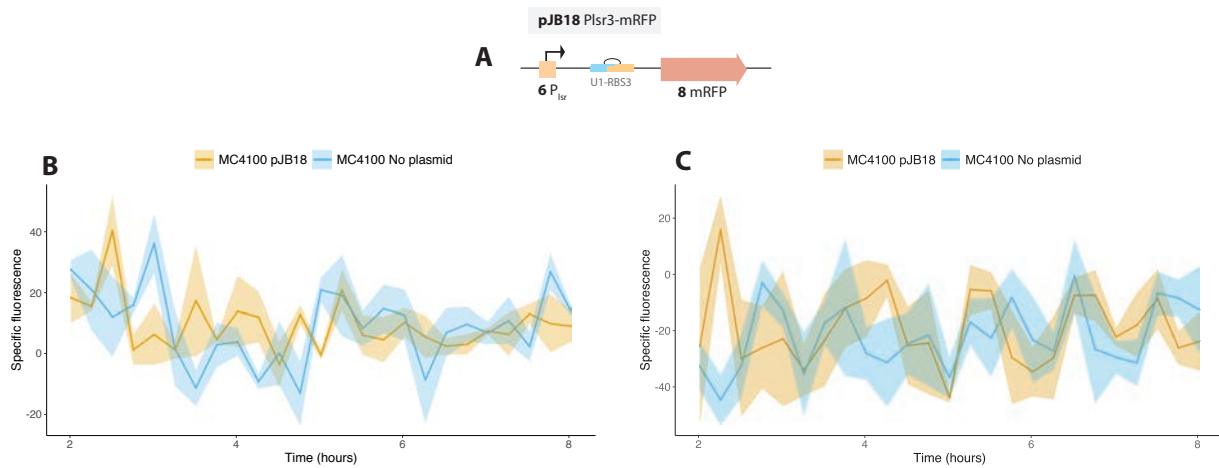 pJB18 Plsr3-mRFP
A
U1-RBS3
6 Plsr
8 mRFP
B
MC4100 pJB18
MC4100 No plasmid
Specific fluorescence
40
20
0
-20
2
4
6
8
Time (hours)
C
MC4100 pJB18
MC4100 No plasmid
Specific fluorescence
20
0
-20
-40
2
4
6
8
Time (hours)